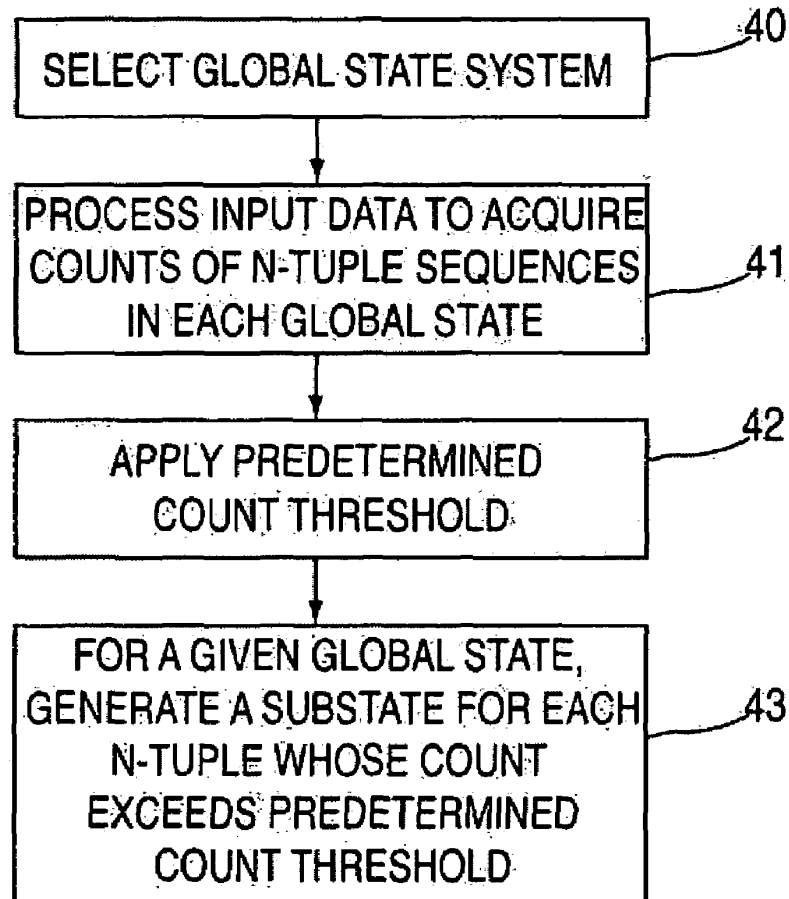 SELECT GLOBAL STATE SYSTEM
40
PROCESS INPUT DATA TO ACQUIRE
COUNTS OF N-TUPLE SEQUENCES
IN EACH GLOBAL STATE
41
APPLY PREDETERMINED
COUNT THRESHOLD
42
FOR A GIVEN GLOBAL STATE,
GENERATE A SUBSTATE FOR EACH
N-TUPLE WHOSE COUNT
EXCEEDS PREDETERMINED
COUNT THRESHOLD
43